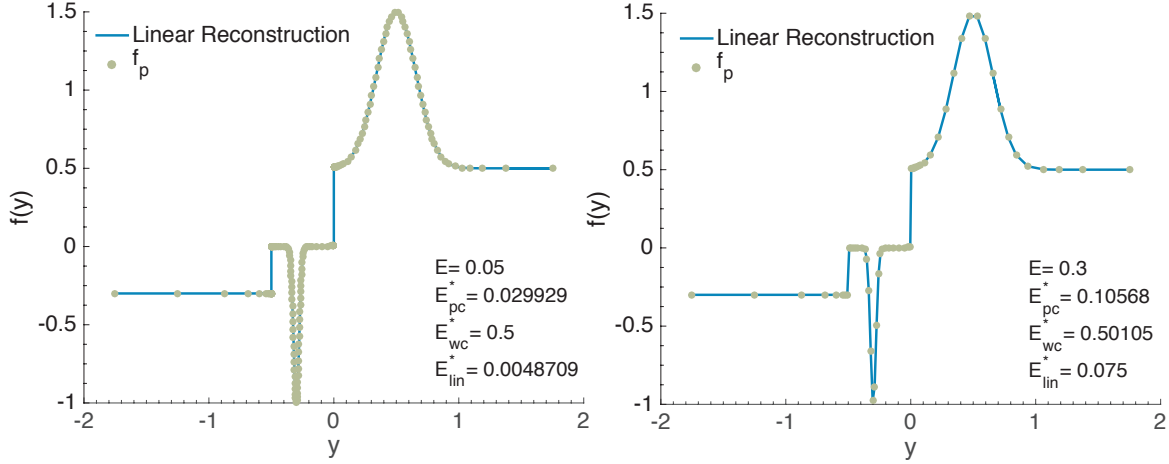 1.5
1
0.5
0
-0.5
-1
f(y)
Linear Reconstruction
f_p
E= 0.05
E*_pc= 0.029929
E*_wc= 0.5
E*_lin= 0.0048709
-2 -1 0 1 2
y
1.5
1
0.5
0
-0.5
-1
f(y)
Linear Reconstruction
f_p
E= 0.3
E*_pc= 0.10568
E*_wc= 0.50105
E*_lin= 0.075
-2 -1 0 1 2
y